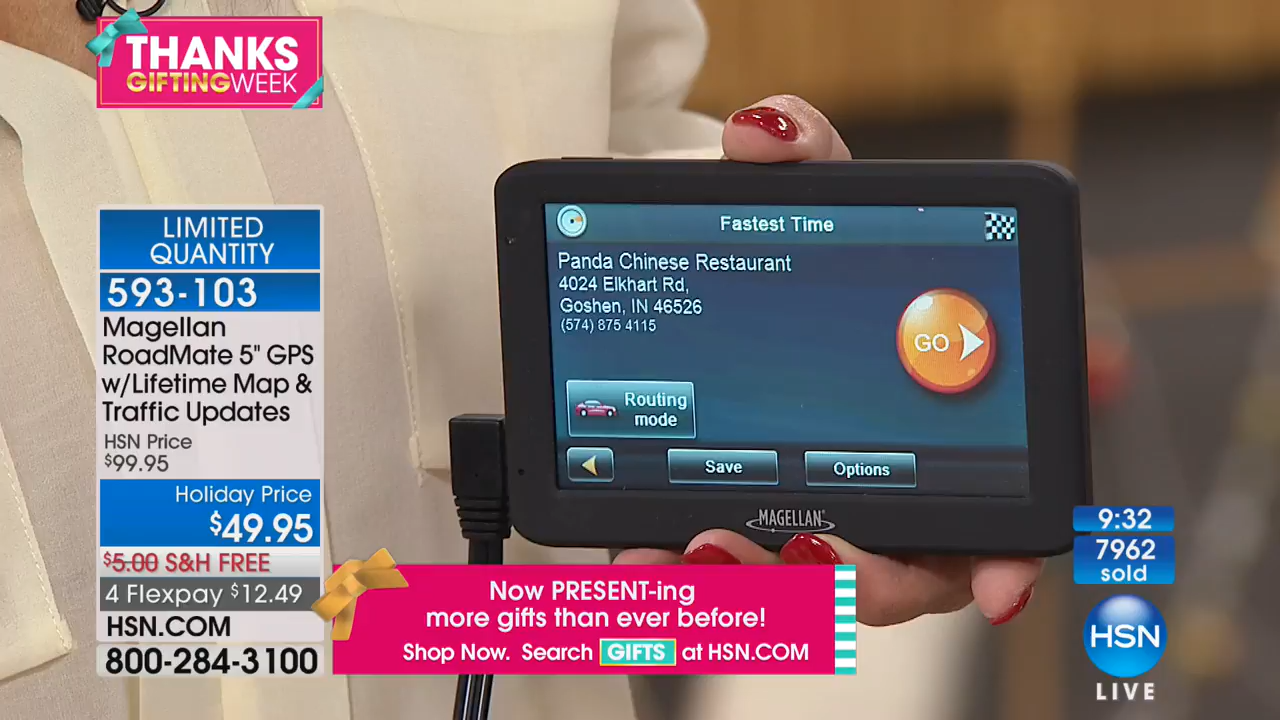 THANKS
GIFTING WEEK
LIMITED
QUANTITY
593-103
Magellan
RoadMate 5" GPS
w/Lifetime Map &
Traffic Updates
HSN Price
$99.95
Holiday Price
$49.95
$5.00 S&H FREE
4 Flexpay $12.49
HSN.COM
800-284-3100
Fastest Time
Panda Chinese Restaurant
4024 Elkhart Rd,
Goshen, IN 46526
(574) 875 4115
GO
Routing
mode
Save
Options
MAGELLAN
Now PRESENT-ing
more gifts than ever before!
Shop Now. Search GIFTS at HSN.COM
9:32
7962
sold
HSN
LIVE